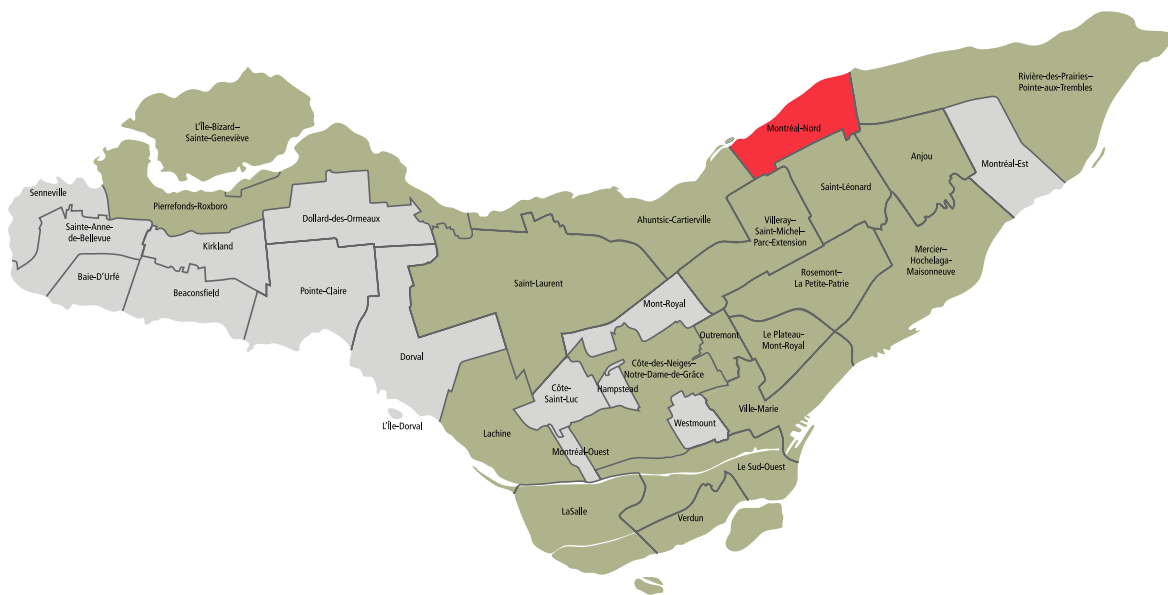 Rivière-des-Prairies–
Pointe-aux-Trembles
L'Île-Bizard–
Sainte-Geneviève
Montréal-Nord
Anjou
Montréal-Est
Saint-Léonard
Senneville
Pierrefonds-Roxboro
Dollard-des-Ormeaux
Ahuntsic-Cartierville
Villeray–
Saint-Michel–
Parc-Extension
Sainte-Anne-
de-Bellevue
Kirkland
Mercier–
Hochelaga-
Maisonneuve
Baie-D'Urfé
Beaconsfield
Pointe-Claire
Saint-Laurent
Rosemont–
La Petite-Patrie
Mont-Royal
Outremont
Le Plateau-
Mont-Royal
Dorval
Côte-des-Neiges–
Notre-Dame-de-Grâce
Côte-
Saint-Luc
Hampstead
Ville-Marie
L'Île-Dorval
Westmount
Lachine
Montréal-Ouest
Le Sud-Ouest
LaSalle
Verdun